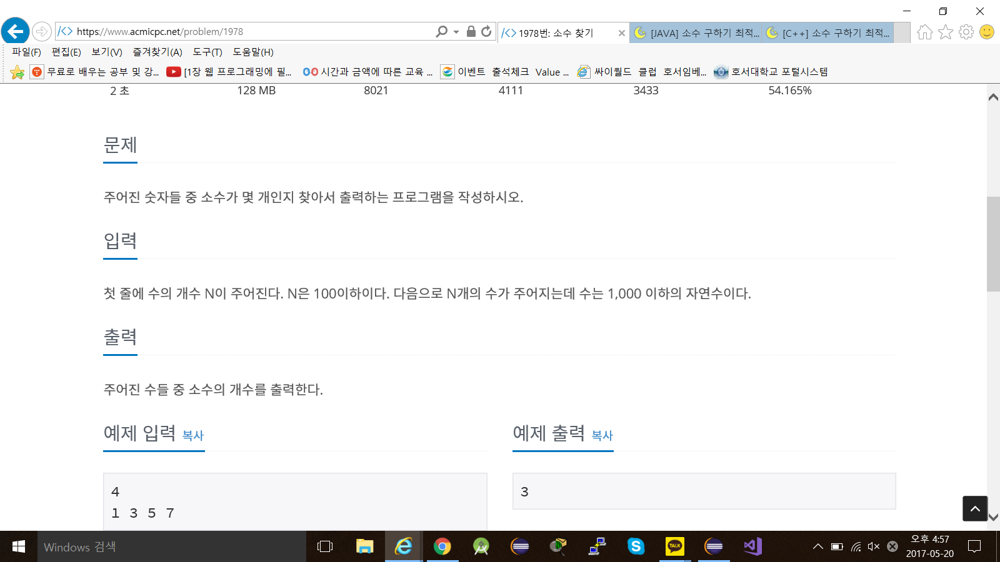 https://www.acmicpc.net/problem/1978
1978번: 소수 찾기
[JAVA] 소수 구하기 최적...
[C++] 소수 구하기 최적...
파일(F) 편집(E) 보기(V) 즐겨찾기(A) 도구(T) 도움말(H)
무료로 배우는 공부 및 강... [1장 웹 프로그래밍에 필... 시간과 금액에 따른 교육 ... 이벤트 출석체크 Value ... 싸이월드 클럽 호서임베... 호서대학교 포털시스템
2 초 128 MB 8021 4111 3433 54.165%
문제
주어진 숫자들 중 소수가 몇 개인지 찾아서 출력하는 프로그램을 작성하시오.
입력
첫 줄에 수의 개수 N이 주어진다. N은 100이하이다. 다음으로 N개의 수가 주어지는데 수는 1,000 이하의 자연수이다.
출력
주어진 수들 중 소수의 개수를 출력한다.
예제 입력 복사
4
1 3 5 7
예제 출력 복사
3
Windows 검색
TALK
오후 4:57
2017-05-20